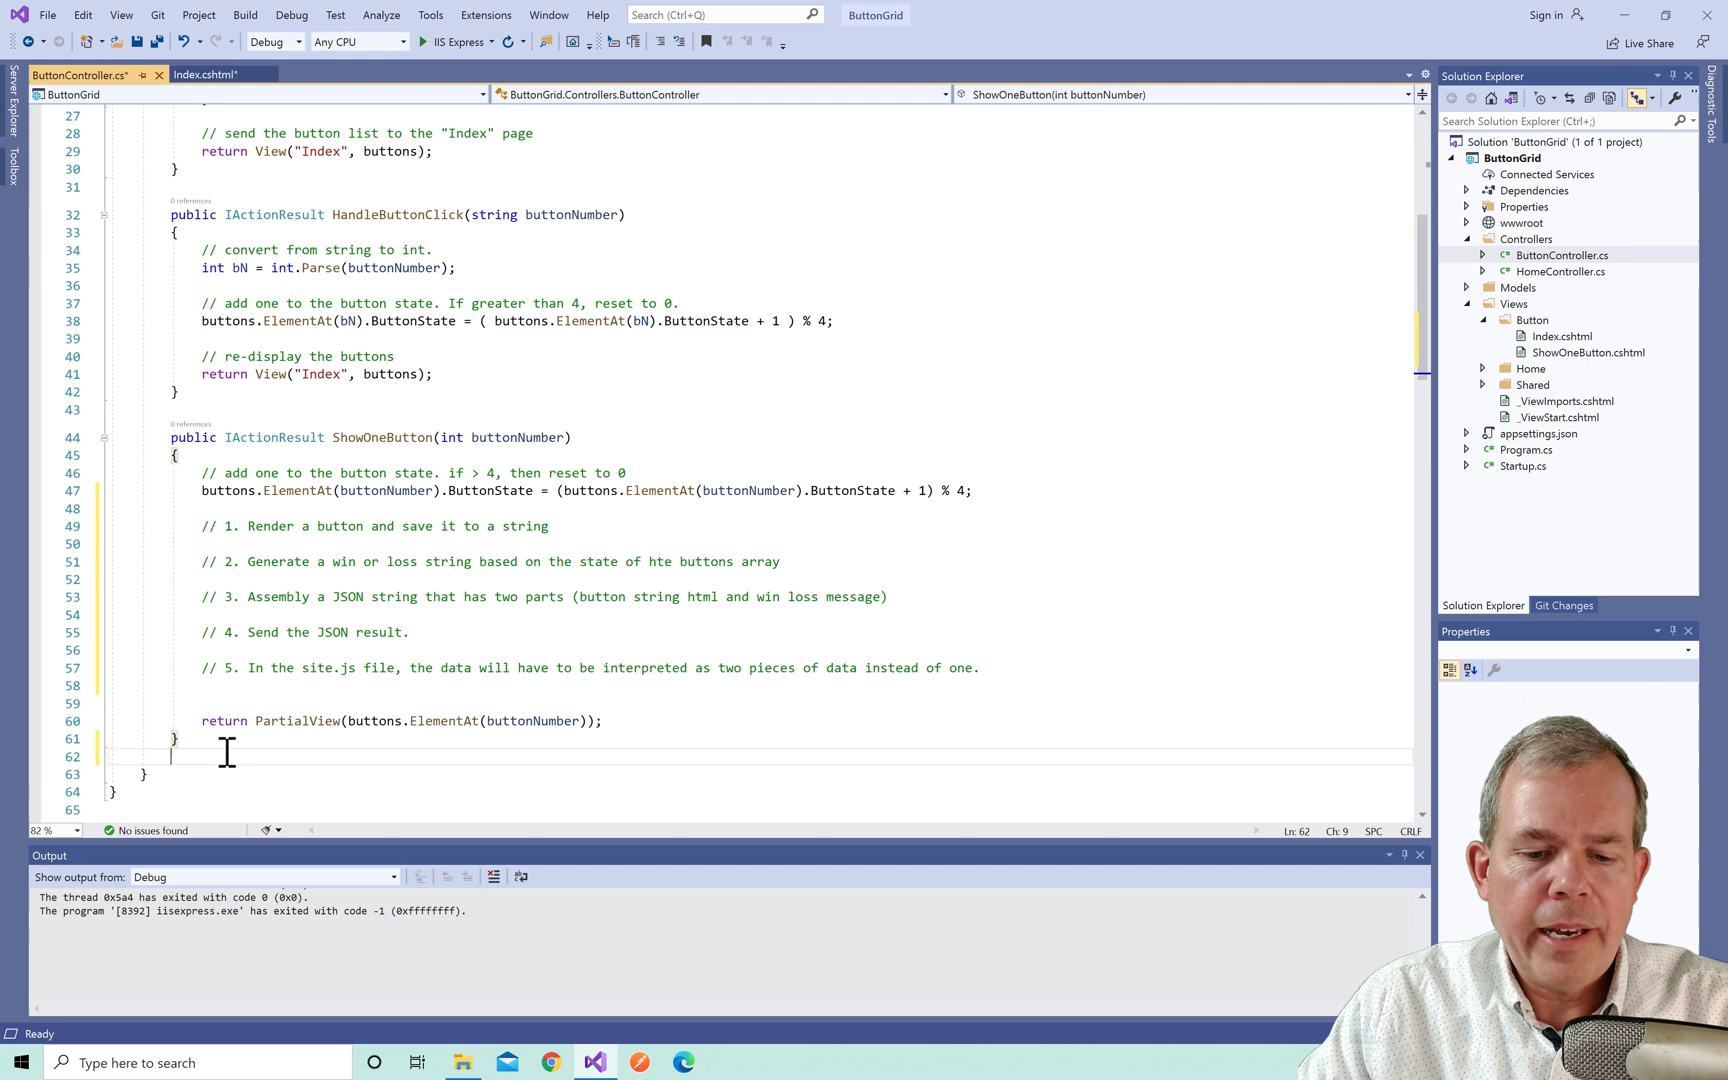 File Edit View Git Project Build Debug Test Analyze Tools Extensions Window Help Search (Ctrl+Q) ButtonGrid Sign in
Debug Any CPU IIS Express Live Share
Server Explorer
Toolbox
Diagnostic Tools
ButtonController.cs* Index.cshtml*
ButtonGrid ButtonGrid.Controllers.ButtonController ShowOneButton(int buttonNumber)
27
28 // send the button list to the "Index" page
29 return View("Index", buttons);
30 }
31
0 references
32 public IActionResult HandleButtonClick(string buttonNumber)
33 {
34 // convert from string to int.
35 int bN = int.Parse(buttonNumber);
36
37 // add one to the button state. If greater than 4, reset to 0.
38 buttons.ElementAt(bN).ButtonState = ( buttons.ElementAt(bN).ButtonState + 1 ) % 4;
39
40 // re-display the buttons
41 return View("Index", buttons);
42 }
43
0 references
44 public IActionResult ShowOneButton(int buttonNumber)
45 {
46 // add one to the button state. if > 4, then reset to 0
47 buttons.ElementAt(buttonNumber).ButtonState = (buttons.ElementAt(buttonNumber).ButtonState + 1) % 4;
48
49 // 1. Render a button and save it to a string
50
51 // 2. Generate a win or loss string based on the state of hte buttons array
52
53 // 3. Assembly a JSON string that has two parts (button string html and win loss message)
54
55 // 4. Send the JSON result.
56
57 // 5. In the site.js file, the data will have to be interpreted as two pieces of data instead of one.
58
59
60 return PartialView(buttons.ElementAt(buttonNumber));
61 }
62
63 }
64 }
65
82 % No issues found Ln: 62 Ch: 9 SPC CRLF
Output
Show output from: Debug
The thread 0x5a4 has exited with code 0 (0x0).
The program '[8392] iisexpress.exe' has exited with code -1 (0xffffffff).
Solution Explorer
Search Solution Explorer (Ctrl+;)
Solution 'ButtonGrid' (1 of 1 project)
ButtonGrid
Connected Services
Dependencies
Properties
wwwroot
Controllers
C# ButtonController.cs
C# HomeController.cs
Models
Views
Button
Index.cshtml
ShowOneButton.cshtml
Home
Shared
_ViewImports.cshtml
_ViewStart.cshtml
appsettings.json
C# Program.cs
C# Startup.cs
Solution Explorer Git Changes
Properties
Ready
Type here to search